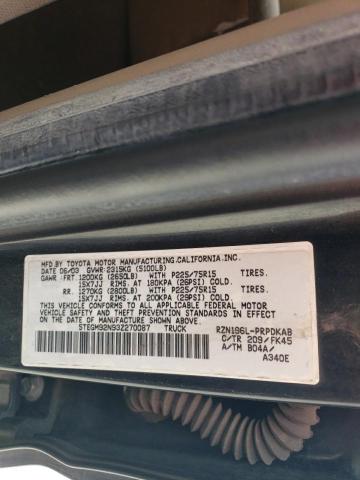 MFD BY TOYOTA MOTOR MANUFACTURING.CALIFORNIA.INC.
DATE 06/03 GVWR:2315KG (5100LB)
GAWR :FRT.1200KG (2650LB) WITH P225/75R15 TIRES.
15X7JJ RIMS. AT 180KPA (26PSI) COLD.
RR. 1270KG (2800LB) WITH P225/75R15 TIRES.
15X7JJ RIMS. AT 200KPA (29PSI) COLD.
THIS VEHICLE CONFORMS TO ALL APPLICABLE FEDERAL MOTOR
VEHICLE SAFETY AND THEFT PREVENTION STANDARDS IN EFFECT
ON THE DATE OF MANUFACTURE SHOWN ABOVE.
5TEGM92N93Z270087 TRUCK RZN196L-PRPDKAB
C/TR 209/FK45
A/TM B04A/
A340E